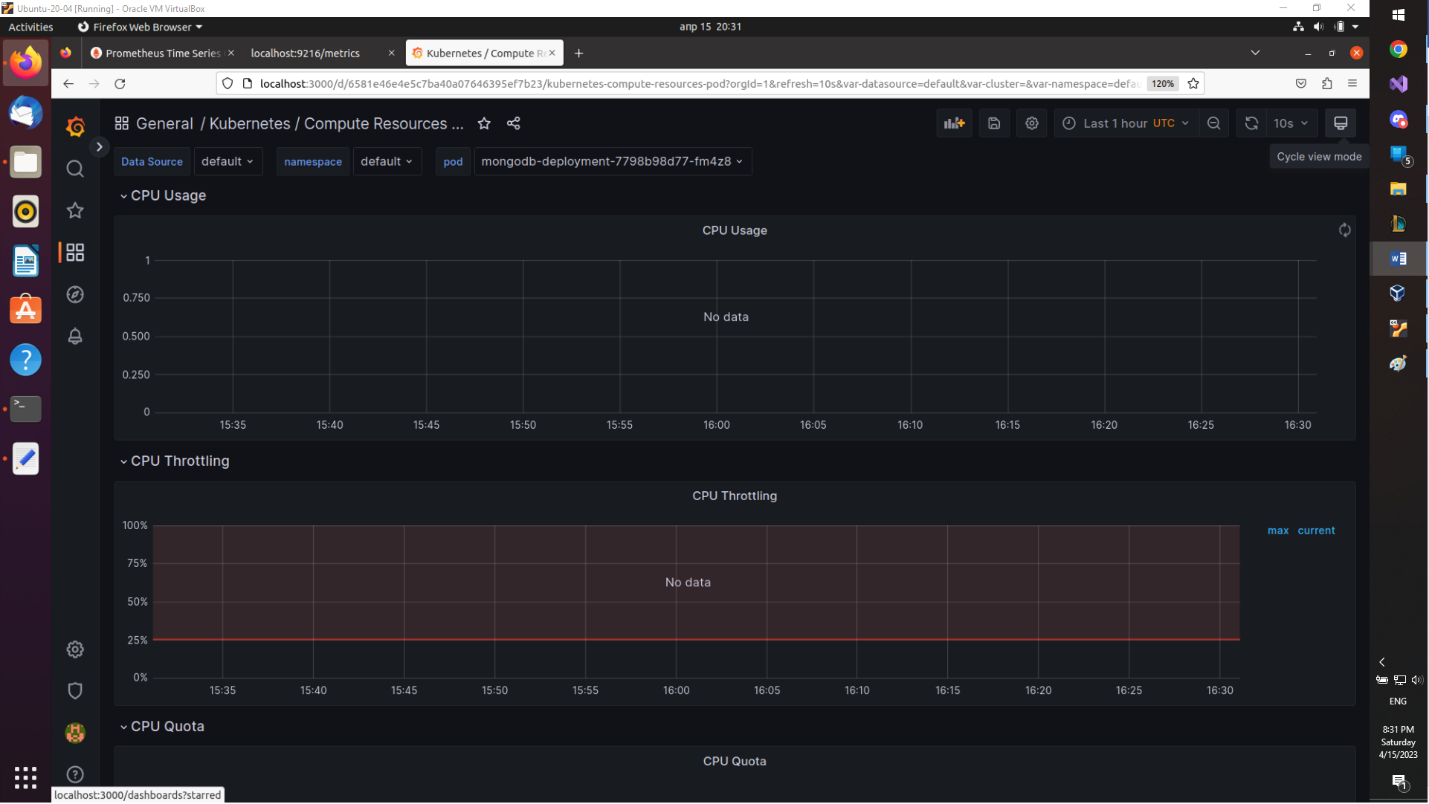 Ubuntu-20-04 [Running] - Oracle VM VirtualBox
Activities Firefox Web Browser апр 15 20:31
Prometheus Time Series localhost:9216/metrics Kubernetes / Compute Re
localhost:3000/d/6581e46e4e5c7ba40a07646395ef7b23/kubernetes-compute-resources-pod?orgId=1&refresh=10s&var-datasource=default&var-cluster=&var-namespace=defau 120%
General / Kubernetes / Compute Resources ... Last 1 hour UTC 10s
Cycle view mode
Data Source default namespace default pod mongodb-deployment-7798b98d77-fm4z8
CPU Usage
CPU Usage
1
0.750
0.500
0.250
0
No data
15:35 15:40 15:45 15:50 15:55 16:00 16:05 16:10 16:15 16:20 16:25 16:30
CPU Throttling
CPU Throttling
100%
75%
50%
25%
0%
No data
max current
15:35 15:40 15:45 15:50 15:55 16:00 16:05 16:10 16:15 16:20 16:25 16:30
CPU Quota
CPU Quota
localhost:3000/dashboards?starred
5
ENG
8:31 PM
Saturday
4/15/2023
1